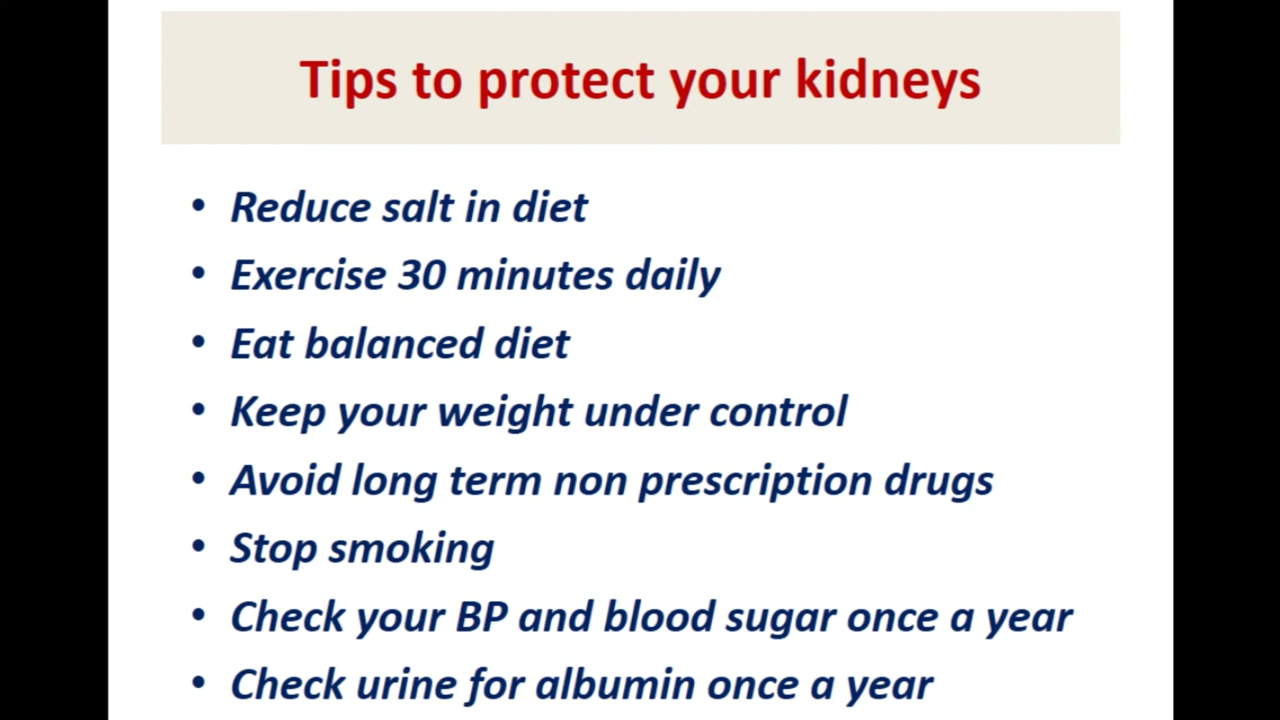 Tips to protect your kidneys
• Reduce salt in diet
• Exercise 30 minutes daily
• Eat balanced diet
• Keep your weight under control
• Avoid long term non prescription drugs
• Stop smoking
• Check your BP and blood sugar once a year
• Check urine for albumin once a year